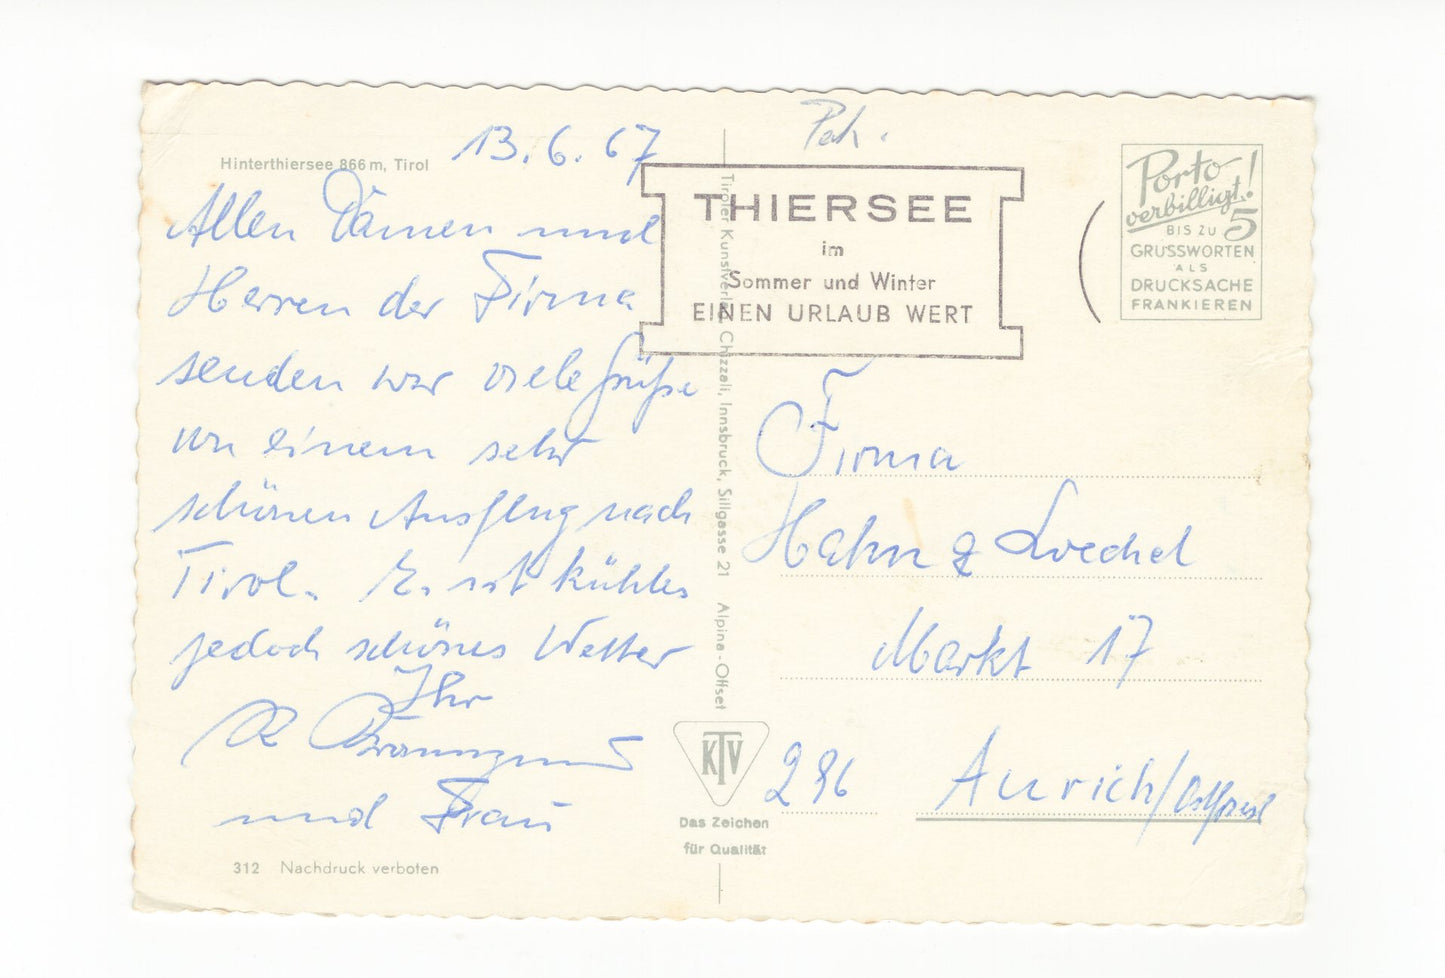 Hinterthiersee 866 m, Tirol
13. 6. 67
Allen Damen und
Herren der Firma
senden wir viele Grüße
von einem sehr
schönen Ausflug nach
Tirol. Es ist kühles
jedoch schönes Wetter
Ihr
und Frau
312 Nachdruck verboten
Tiroler Kunstverlag Chizzali, Innsbruck, Sillgasse 21 Alpina-Offset
KTV
Das Zeichen
für Qualität
THIERSEE
im
Sommer und Winter
EINEN URLAUB WERT
Porto
verbilligt!
BIS ZU 5
GRUSSWORTEN
ALS
DRUCKSACHE
FRANKIEREN
Firma
Hahn &
Markt 17
296 Aurich/Ostfriesl